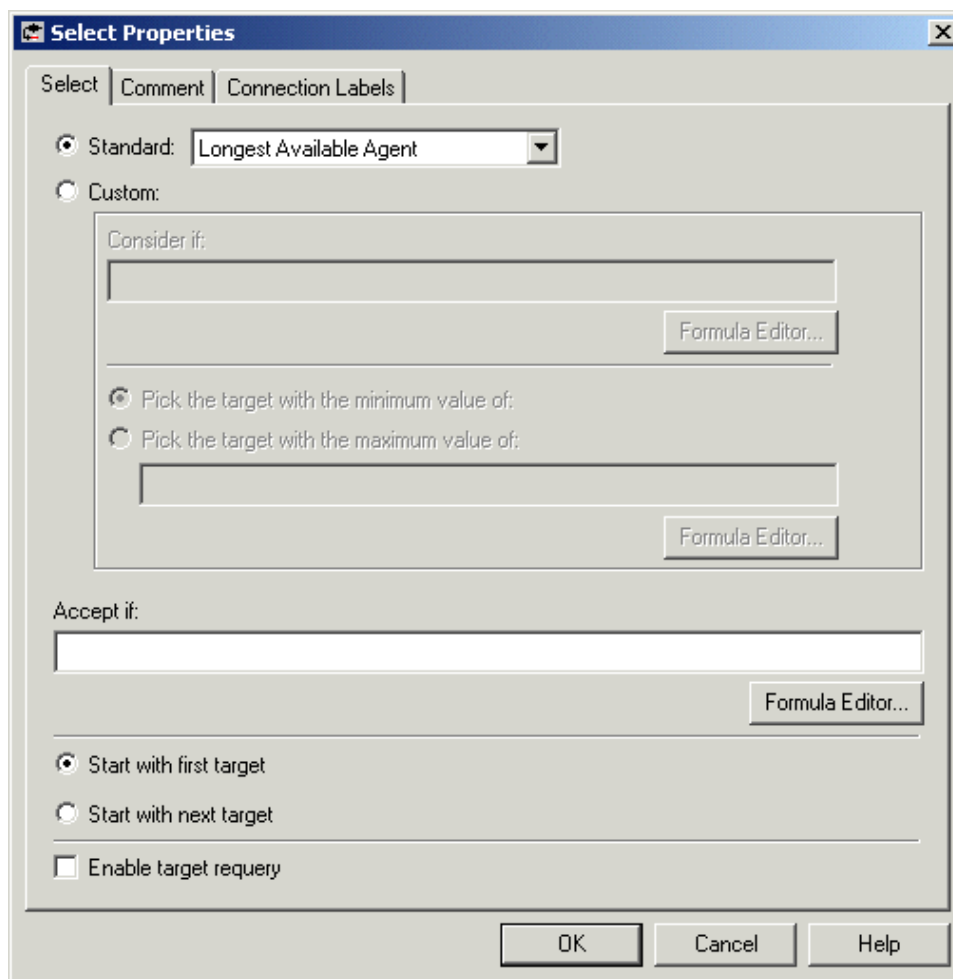 Select Properties
Select Comment Connection Labels
Standard: Longest Available Agent
Custom:
Consider if:
Formula Editor...
Pick the target with the minimum value of:
Pick the target with the maximum value of:
Formula Editor...
Accept if:
Formula Editor...
Start with first target
Start with next target
Enable target requery
OK Cancel Help